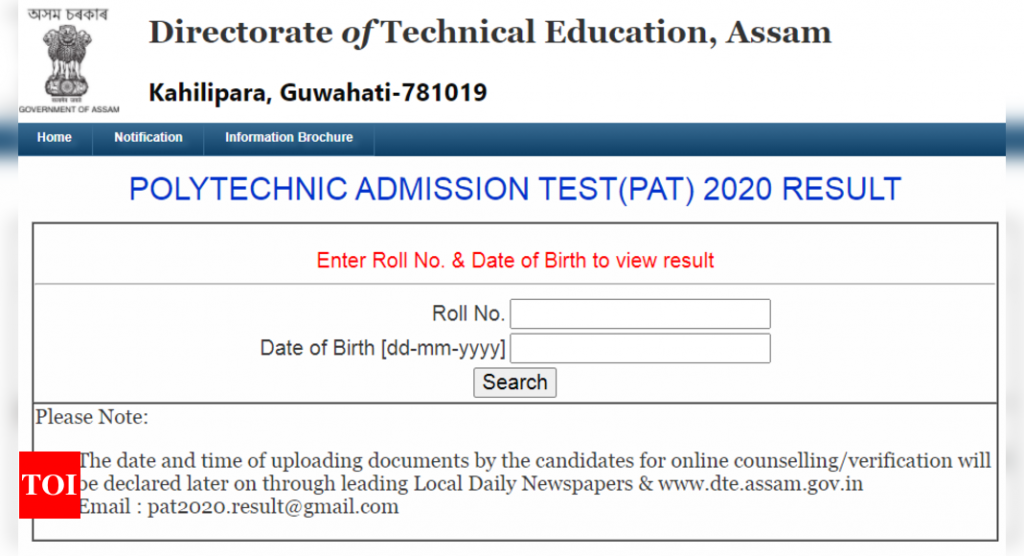 অসম চৰকাৰ
GOVERNMENT OF ASSAM
Directorate of Technical Education, Assam
Kahilipara, Guwahati-781019
Home Notification Information Brochure
POLYTECHNIC ADMISSION TEST(PAT) 2020 RESULT
Enter Roll No. & Date of Birth to view result
Roll No.
Date of Birth [dd-mm-yyyy]
Search
Please Note:
The date and time of uploading documents by the candidates for online counselling/verification will
be declared later on through leading Local Daily Newspapers & www.dte.assam.gov.in
Email : pat2020.result@gmail.com
TOI